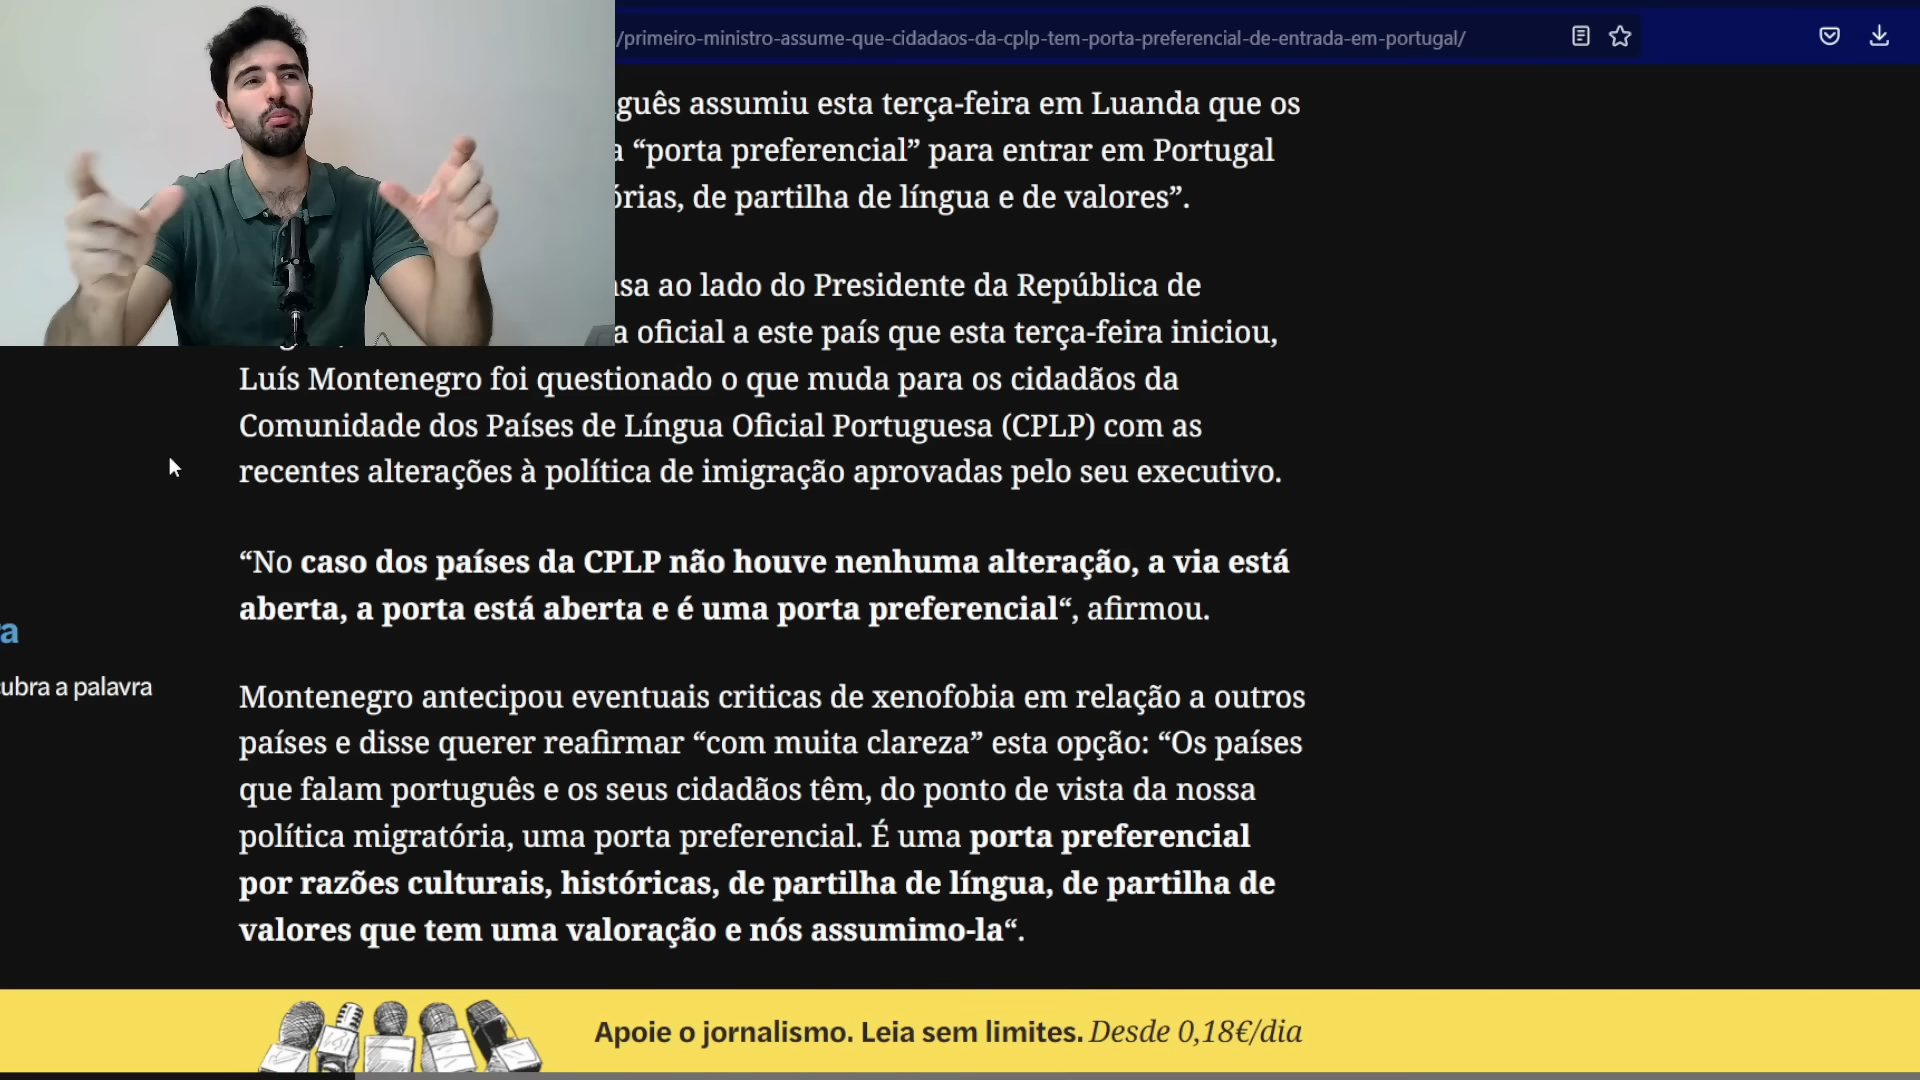 /primeiro-ministro-assume-que-cidadaos-da-cplp-tem-porta-preferencial-de-entrada-em-portugal/
guês assumiu esta terça-feira em Luanda que os
a “porta preferencial” para entrar em Portugal
órias, de partilha de língua e de valores”.
nsa ao lado do Presidente da República de
a oficial a este país que esta terça-feira iniciou,
Luís Montenegro foi questionado o que muda para os cidadãos da
Comunidade dos Países de Língua Oficial Portuguesa (CPLP) com as
recentes alterações à política de imigração aprovadas pelo seu executivo.
“No caso dos países da CPLP não houve nenhuma alteração, a via está
aberta, a porta está aberta e é uma porta preferencial“, afirmou.
ra
cubra a palavra
Montenegro antecipou eventuais criticas de xenofobia em relação a outros
países e disse querer reafirmar “com muita clareza” esta opção: “Os países
que falam português e os seus cidadãos têm, do ponto de vista da nossa
política migratória, uma porta preferencial. É uma porta preferencial
por razões culturais, históricas, de partilha de língua, de partilha de
valores que tem uma valoração e nós assumimo-la“.
Apoie o jornalismo. Leia sem limites. Desde 0,18€/dia